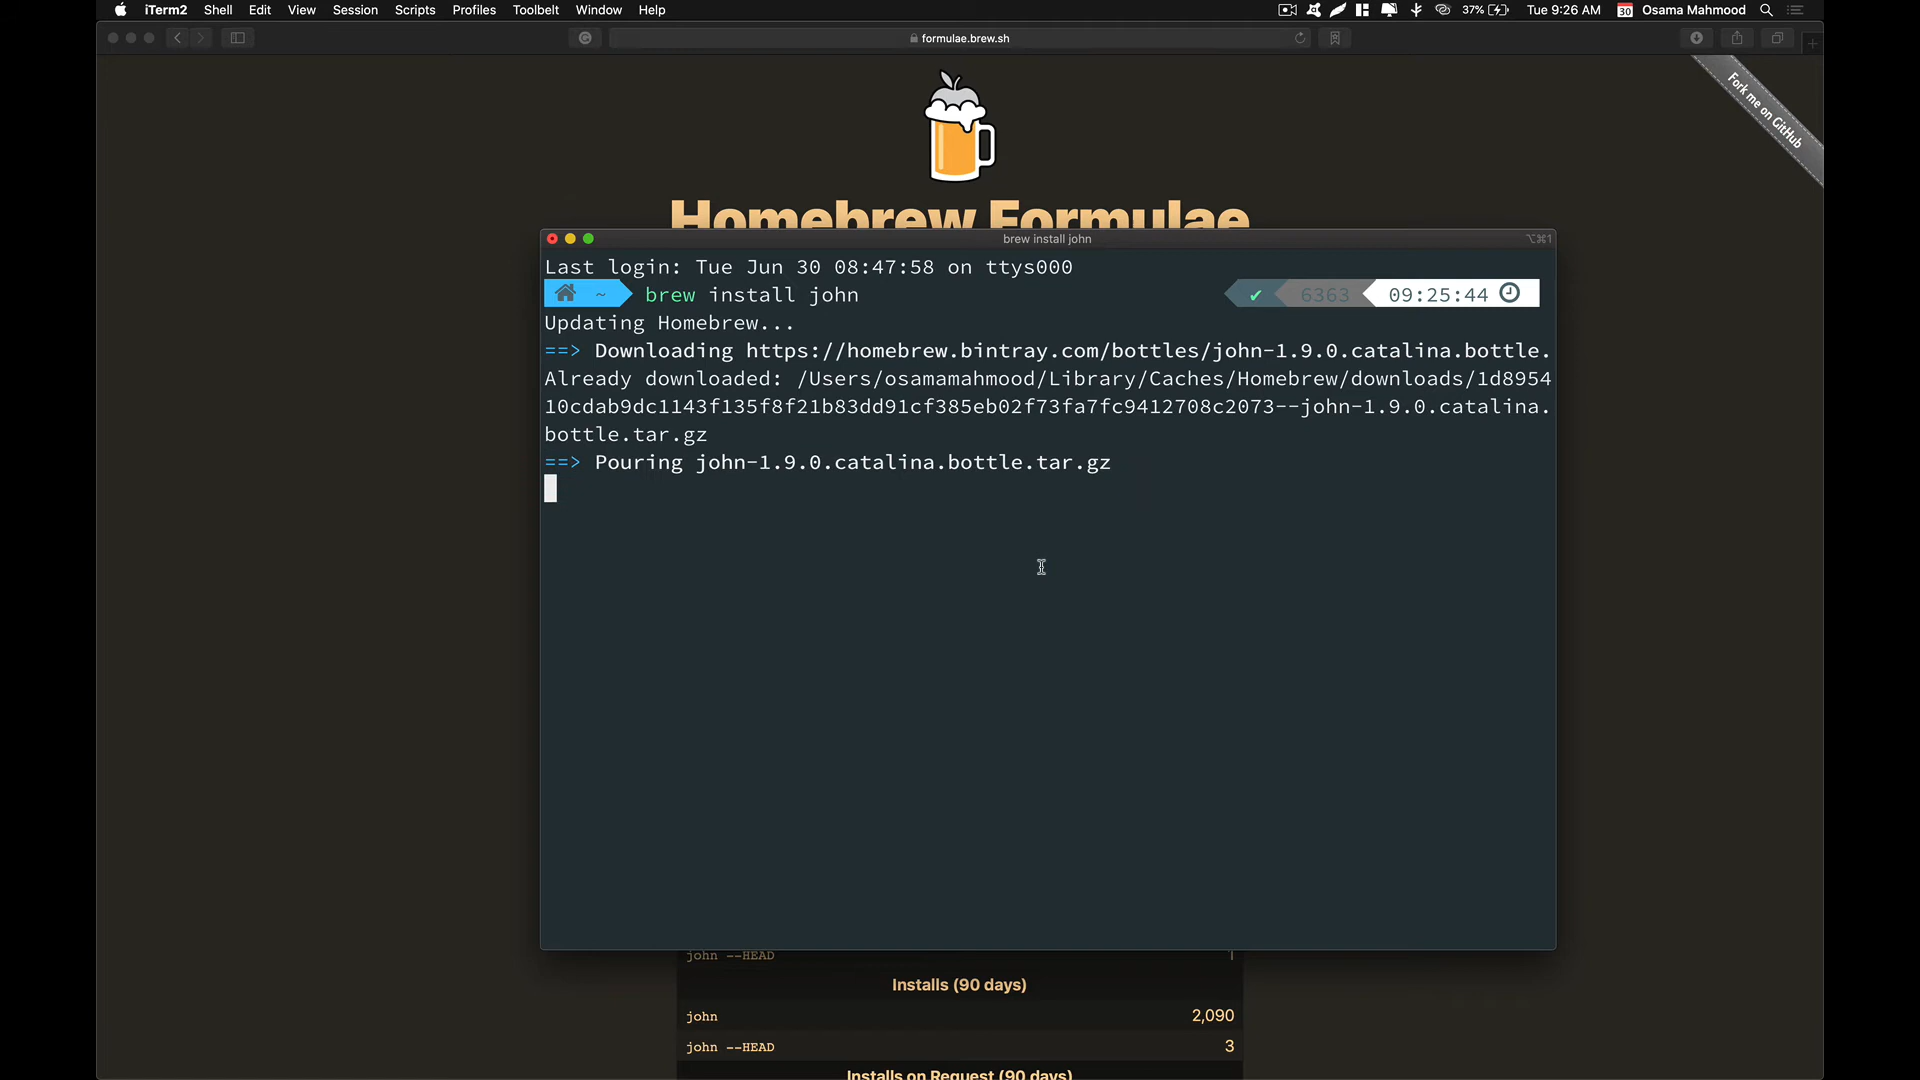 iTerm2 Shell Edit View Session Scripts Profiles Toolbelt Window Help 37% Tue 9:26 AM 30 Osama Mahmood
formulae.brew.sh
Fork me on GitHub
Homebrew Formulae
brew install john ⌥⌘1
Last login: Tue Jun 30 08:47:58 on ttys000
~ brew install john ✔ 6363 09:25:44
Updating Homebrew...
==> Downloading https://homebrew.bintray.com/bottles/john-1.9.0.catalina.bottle.
Already downloaded: /Users/osamamahmood/Library/Caches/Homebrew/downloads/1d8954
10cdab9dc1143f135f8f21b83dd91cf385eb02f73fa7fc9412708c2073--john-1.9.0.catalina.
bottle.tar.gz
==> Pouring john-1.9.0.catalina.bottle.tar.gz
john --HEAD 1
Installs (90 days)
john 2,090
john --HEAD 3
Installs on Request (90 days)